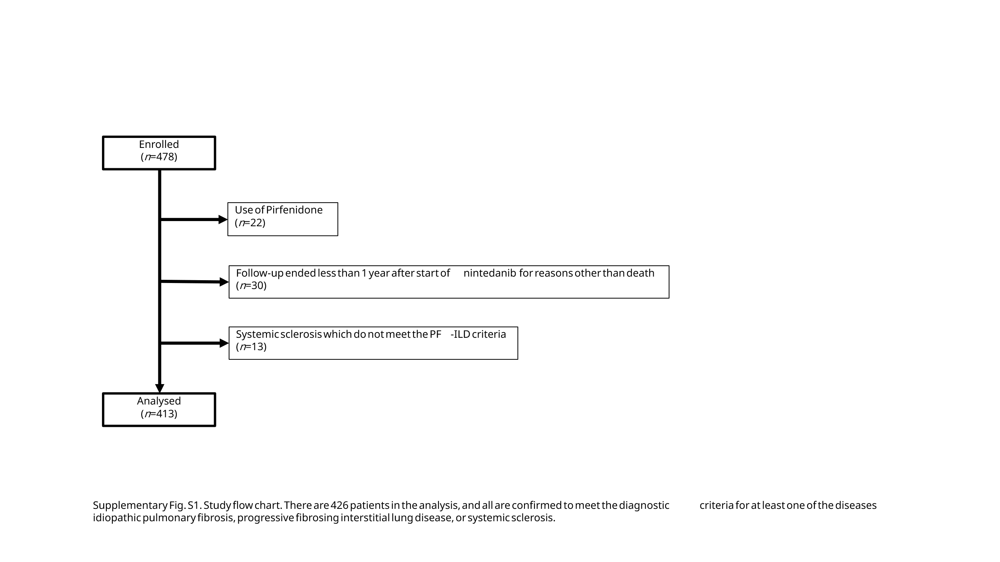 Enrolled
(n=478)
Use of Pirfenidone
(n=22)
Follow-up ended less than 1 year after start of nintedanib for reasons other than death
(n=30)
Systemic sclerosis which do not meet the PF -ILD criteria
(n=13)
Analysed
(n=413)
Supplementary Fig. S1. Study flow chart. There are 426 patients in the analysis, and all are confirmed to meet the diagnostic criteria for at least one of the diseases
idiopathic pulmonary fibrosis, progressive fibrosing interstitial lung disease, or systemic sclerosis.